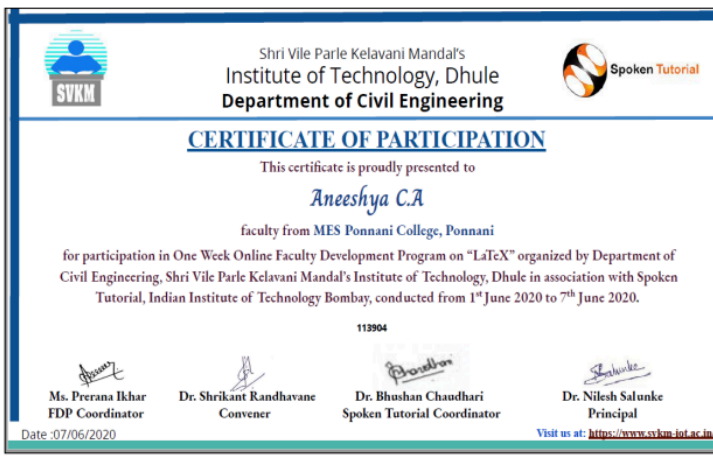 SVKM
Shri Vile Parle Kelavani Mandal's
Institute of Technology, Dhule
Department of Civil Engineering
Spoken Tutorial
CERTIFICATE OF PARTICIPATION
This certificate is proudly presented to
Aneeshya C.A
faculty from MES Ponnani College, Ponnani
for participation in One Week Online Faculty Development Program on "LaTeX" organized by Department of
Civil Engineering, Shri Vile Parle Kelavani Mandal's Institute of Technology, Dhule in association with Spoken
Tutorial, Indian Institute of Technology Bombay, conducted from 1st June 2020 to 7th June 2020.
113904
Ms. Prerana Ikhar Dr. Shrikant Randhavane Dr. Bhushan Chaudhari Dr. Nilesh Salunke
FDP Coordinator Convener Spoken Tutorial Coordinator Principal
Date :07/06/2020 Visit us at: https://www.svkm-iot.ac.in